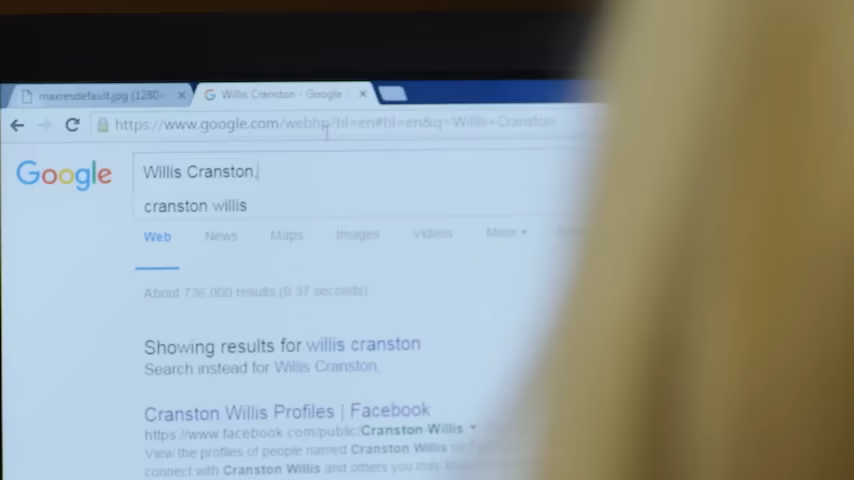 maxresdefault.jpg (1280×
Willis Cranston - Google
https://www.google.com/webhp?hl=en#hl=en&q=Willis+Cranston
Google
Willis Cranston.
cranston willis
Web News Maps Images Videos More
About 736,000 results (0.37 seconds)
Showing results for willis cranston
Search instead for Willis Cranston.
Cranston Willis Profiles | Facebook
https://www.facebook.com/public/Cranston-Willis
View the profiles of people named Cranston Willis
connect with Cranston Willis and others you may